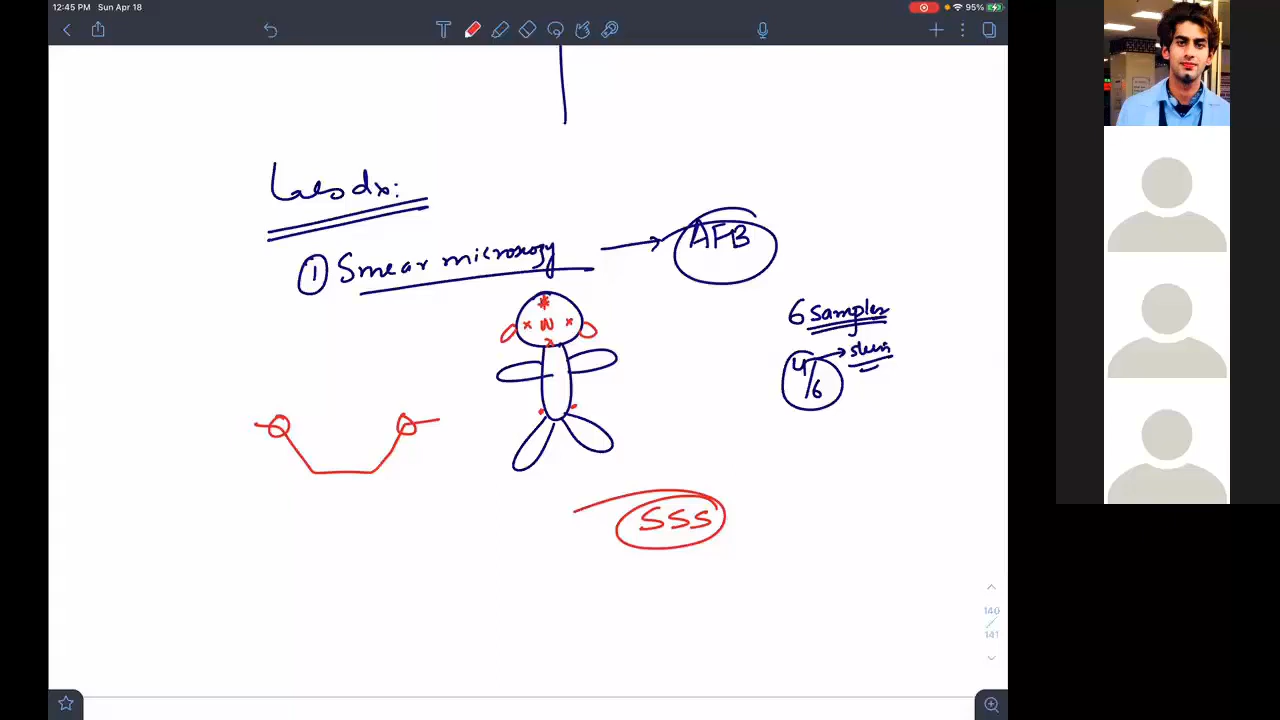 12:45 PM Sun Apr 18
95%
T
Lab dx:
① Smear microscopy → AFB
6 samples
4/6 → skin
N
SSS
140
141